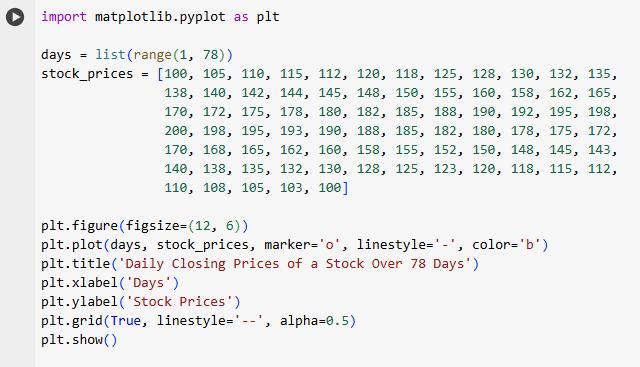 import matplotlib.pyplot as plt
days = list(range(1, 78))
stock_prices = [100, 105, 110, 115, 112, 120, 118, 125, 128, 130, 132, 135,
138, 140, 142, 144, 145, 148, 150, 155, 160, 158, 162, 165,
170, 172, 175, 178, 180, 182, 185, 188, 190, 192, 195, 198,
200, 198, 195, 193, 190, 188, 185, 182, 180, 178, 175, 172,
170, 168, 165, 162, 160, 158, 155, 152, 150, 148, 145, 143,
140, 138, 135, 132, 130, 128, 125, 123, 120, 118, 115, 112,
110, 108, 105, 103, 100]
plt.figure(figsize=(12, 6))
plt.plot(days, stock_prices, marker='o', linestyle='-', color='b')
plt.title('Daily Closing Prices of a Stock Over 78 Days')
plt.xlabel('Days')
plt.ylabel('Stock Prices')
plt.grid(True, linestyle='--', alpha=0.5)
plt.show()